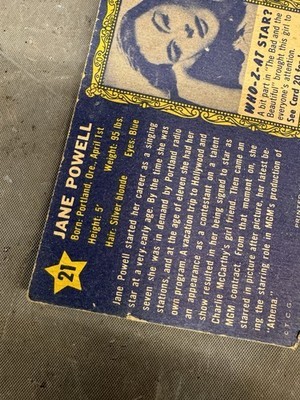 21
JANE POWELL
Born: Portland, Ore., April 1st
Height: 5' Weight: 95 lbs.
Hair: Silver blonde Eyes: Blue
Jane Powell started her career as a singing
star at a very early age. By the time she was
seven she was in demand by Portland radio
stations, and at the age of eleven she had her
own program. A vacation trip to Hollywood and
an appearance as a contestant on a talent
show resulted in her being signed to star as
Charlie McCarthy's girl friend. Then came an
MGM contract. From that moment on, she
starred in picture after picture, her latest be-
ing the starring role in MGM's production of
"Athena."
WHO-Z-AT STAR?
A bit part in "The Bad and the
Beautiful" brought this girl to
everyone's attention.
See Card
T.C.G.